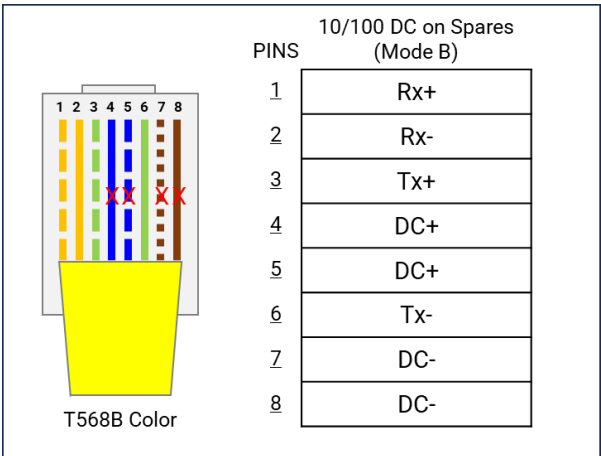 10/100 DC on Spares
PINS (Mode B)
1 2 3 4 5 6 7 8
X X X X
1 Rx+
2 Rx-
3 Tx+
4 DC+
5 DC+
6 Tx-
7 DC-
8 DC-
T568B Color